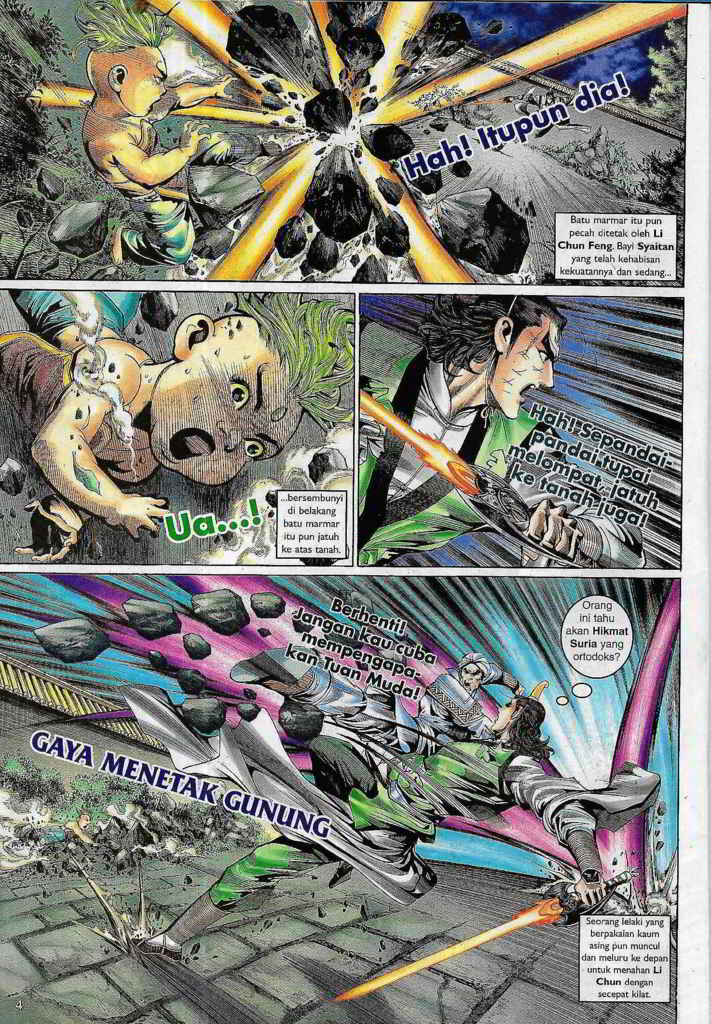 Hah! Itupun dia!
Batu marmar itu pun
pecah ditetak oleh Li
Chun Feng. Bayi Syaitan
yang telah kehabisan
kekuatannya dan sedang...
Ua...!
...bersembunyi
di belakang
batu marmar
itu pun jatuh
ke atas tanah.
Hah! Sepandai-
pandai tupai
melompat, jatuh
ke tanah juga!
Berhenti!
Jangan kau cuba
mempengapa-
kan Tuan Muda!
Orang
ini tahu
akan Hikmat
Suria yang
ortodoks?
GAYA MENETAK GUNUNG
Seorang lelaki yang
berpakaian kaum
asing pun muncul
dan meluru ke depan
untuk menahan Li
Chun dengan
secepat kilat.
4